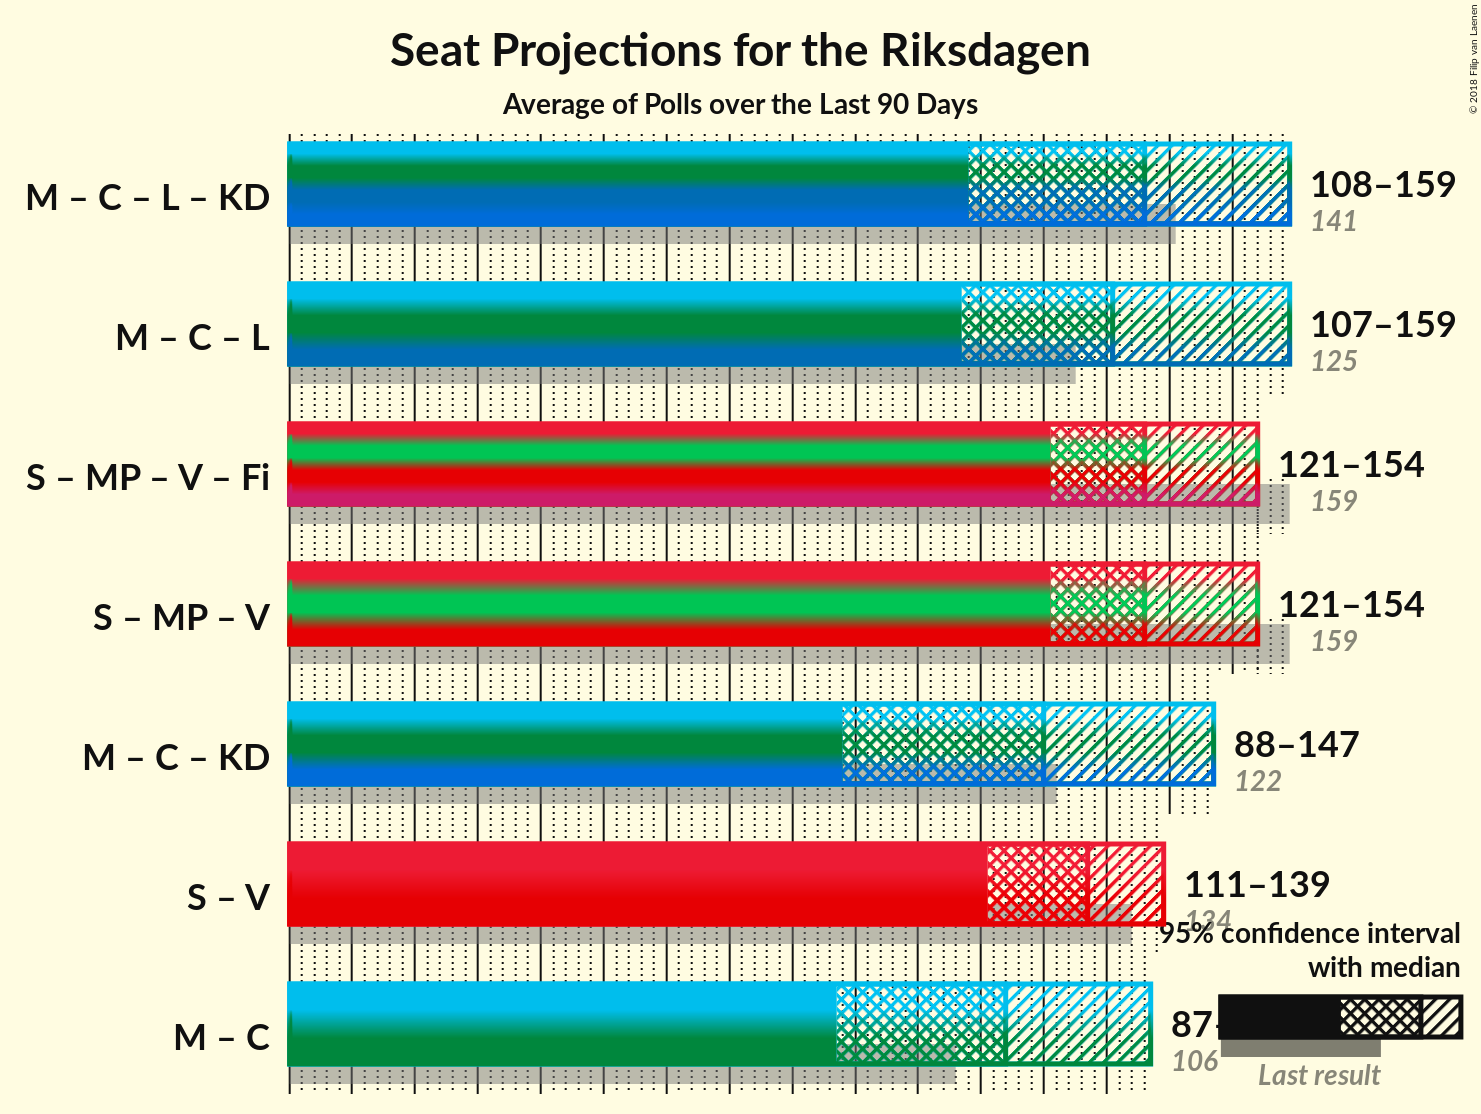 Seat Projections for the Riksdagen
Average of Polls over the Last 90 Days
© 2018 Filip van Laenen
M – C – L – KD
108–159
141
M – C – L
107–159
125
S – MP – V – Fi
121–154
159
S – MP – V
121–154
159
M – C – KD
88–147
122
S – V
111–139
134
M – C
87–
106
95% confidence interval
with median
Last result